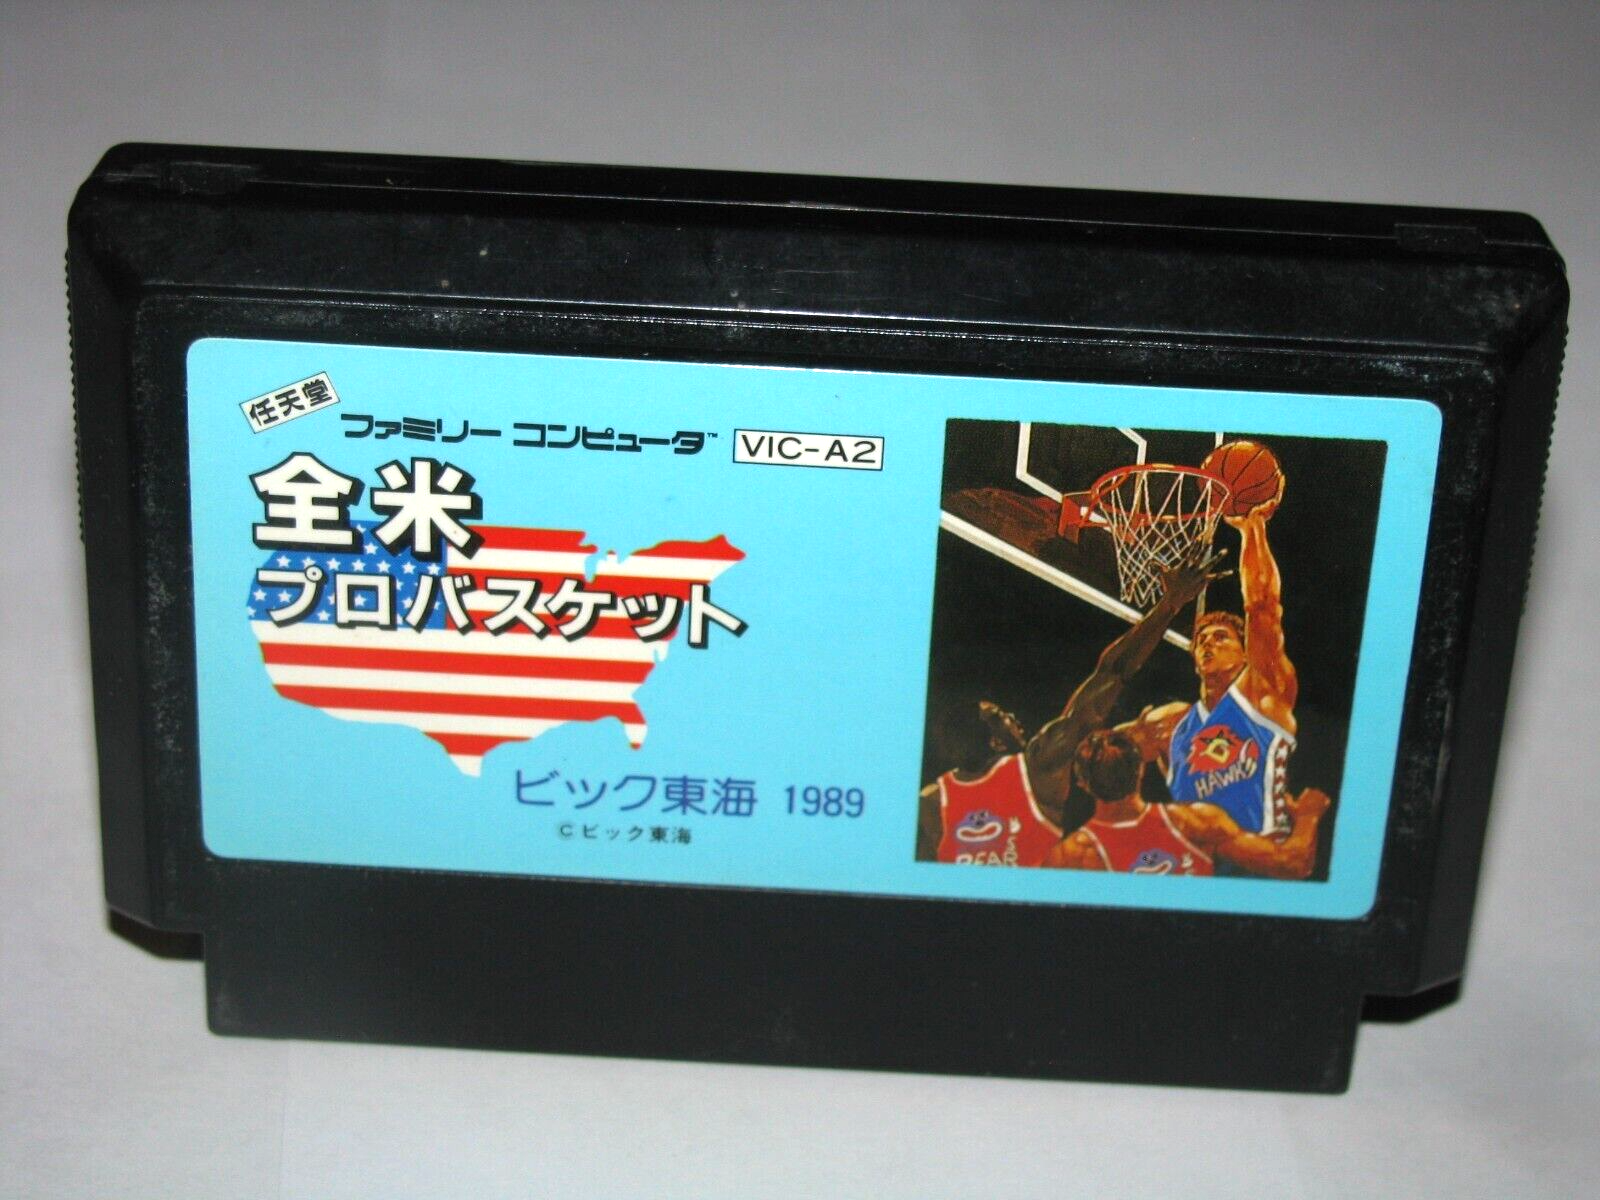 任天堂
ファミリー コンピュータ™ VIC-A2
全米
プロバスケット
ビック東海 1989
©ビック東海
HAWKS